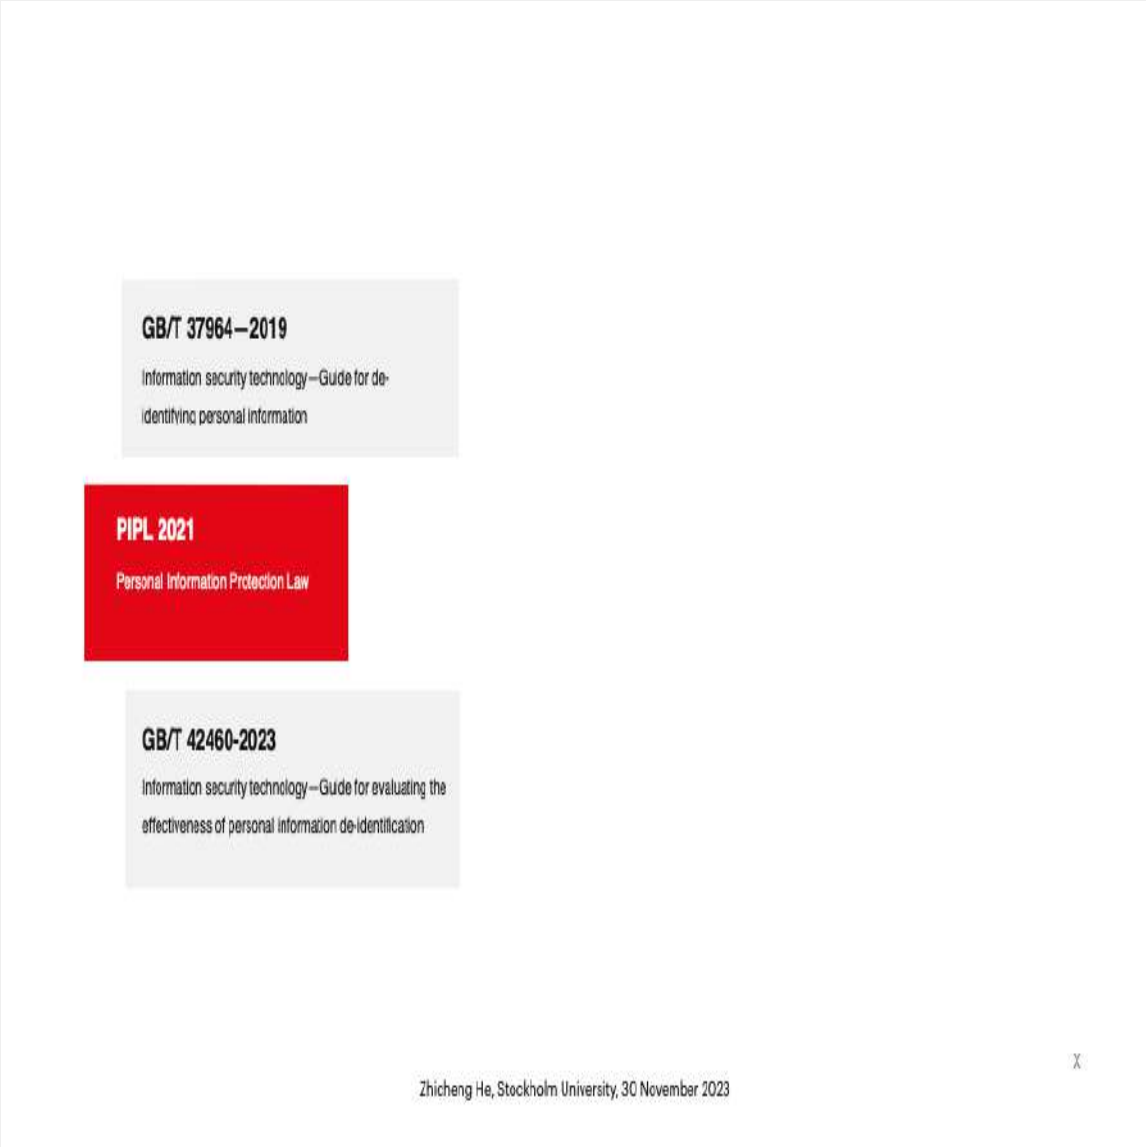 GB/T 37964—2019
Information security technology—Guide for de-
identifying personal information
PIPL 2021
Personal Information Protection Law
GB/T 42460-2023
Information security technology—Guide for evaluating the
effectiveness of personal information de-identification
X
Zhicheng He, Stockholm University, 30 November 2023